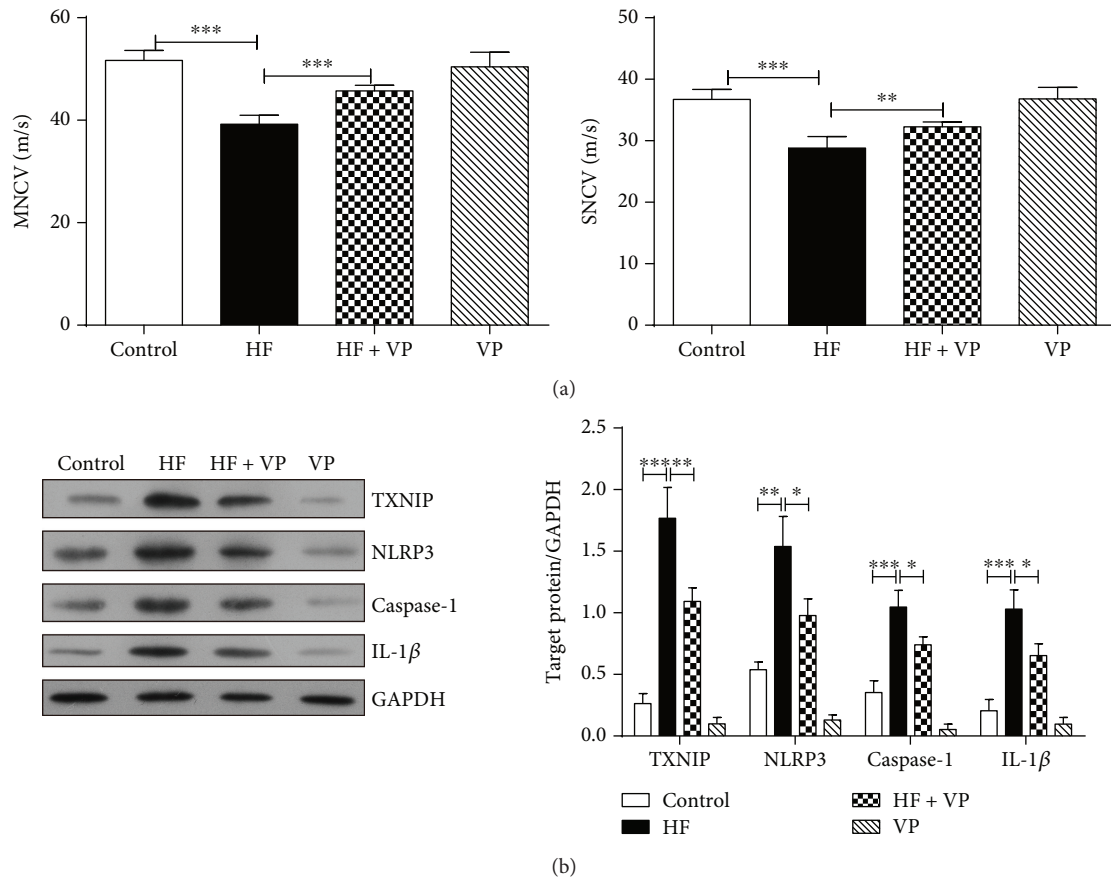 60
40
20
0
MNCV (m/s)
***
***
Control HF HF + VP VP
50
40
30
20
10
0
SNCV (m/s)
***
**
Control HF HF + VP VP
(a)
Control HF HF + VP VP
TXNIP
NLRP3
Caspase-1
IL-1β
GAPDH
2.5
2.0
1.5
1.0
0.5
0.0
Target protein/GAPDH
*** **
** *
*** *
*** *
TXNIP NLRP3 Caspase-1 IL-1β
Control HF + VP
HF VP
(b)